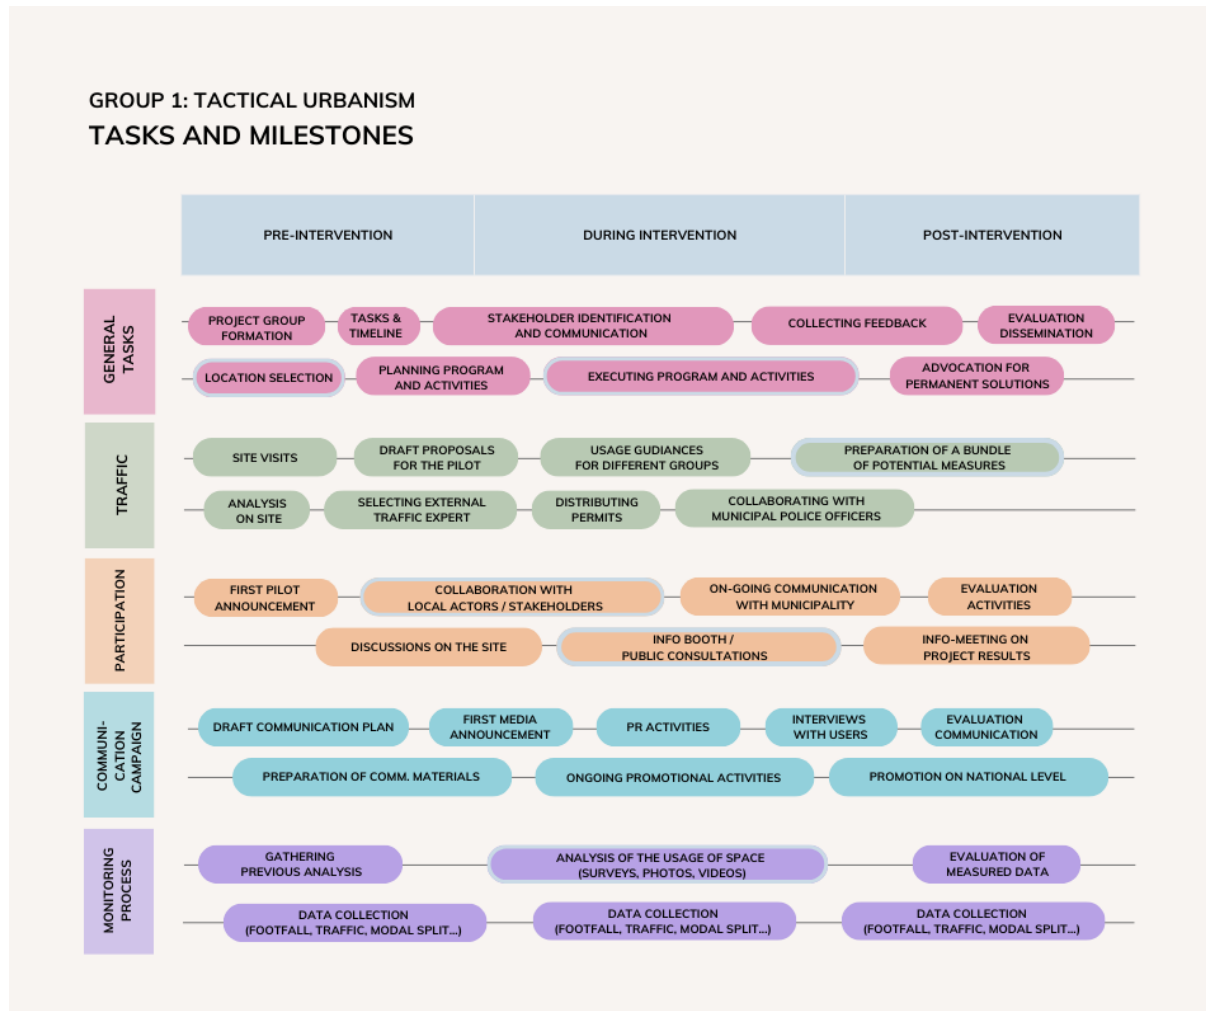 GROUP 1: TACTICAL URBANISM
TASKS AND MILESTONES
PRE-INTERVENTION
DURING INTERVENTION
POST-INTERVENTION
GENERAL
TASKS
PROJECT GROUP
FORMATION
TASKS &
TIMELINE
STAKEHOLDER IDENTIFICATION
AND COMMUNICATION
COLLECTING FEEDBACK
EVALUATION
DISSEMINATION
LOCATION SELECTION
PLANNING PROGRAM
AND ACTIVITIES
EXECUTING PROGRAM AND ACTIVITIES
ADVOCATION FOR
PERMANENT SOLUTIONS
TRAFFIC
SITE VISITS
DRAFT PROPOSALS
FOR THE PILOT
USAGE GUDIANCES
FOR DIFFERENT GROUPS
PREPARATION OF A BUNDLE
OF POTENTIAL MEASURES
ANALYSIS
ON SITE
SELECTING EXTERNAL
TRAFFIC EXPERT
DISTRIBUTING
PERMITS
COLLABORATING WITH
MUNICIPAL POLICE OFFICERS
PARTICIPATION
FIRST PILOT
ANNOUNCEMENT
COLLABORATION WITH
LOCAL ACTORS / STAKEHOLDERS
ON-GOING COMMUNICATION
WITH MUNICIPALITY
EVALUATION
ACTIVITIES
DISCUSSIONS ON THE SITE
INFO BOOTH /
PUBLIC CONSULTATIONS
INFO-MEETING ON
PROJECT RESULTS
COMMUNI-
CATION
CAMPAIGN
DRAFT COMMUNICATION PLAN
FIRST MEDIA
ANNOUNCEMENT
PR ACTIVITIES
INTERVIEWS
WITH USERS
EVALUATION
COMMUNICATION
PREPARATION OF COMM. MATERIALS
ONGOING PROMOTIONAL ACTIVITIES
PROMOTION ON NATIONAL LEVEL
MONITORING
PROCESS
GATHERING
PREVIOUS ANALYSIS
ANALYSIS OF THE USAGE OF SPACE
(SURVEYS, PHOTOS, VIDEOS)
EVALUATION OF
MEASURED DATA
DATA COLLECTION
(FOOTFALL, TRAFFIC, MODAL SPLIT...)
DATA COLLECTION
(FOOTFALL, TRAFFIC, MODAL SPLIT...)
DATA COLLECTION
(FOOTFALL, TRAFFIC, MODAL SPLIT...)